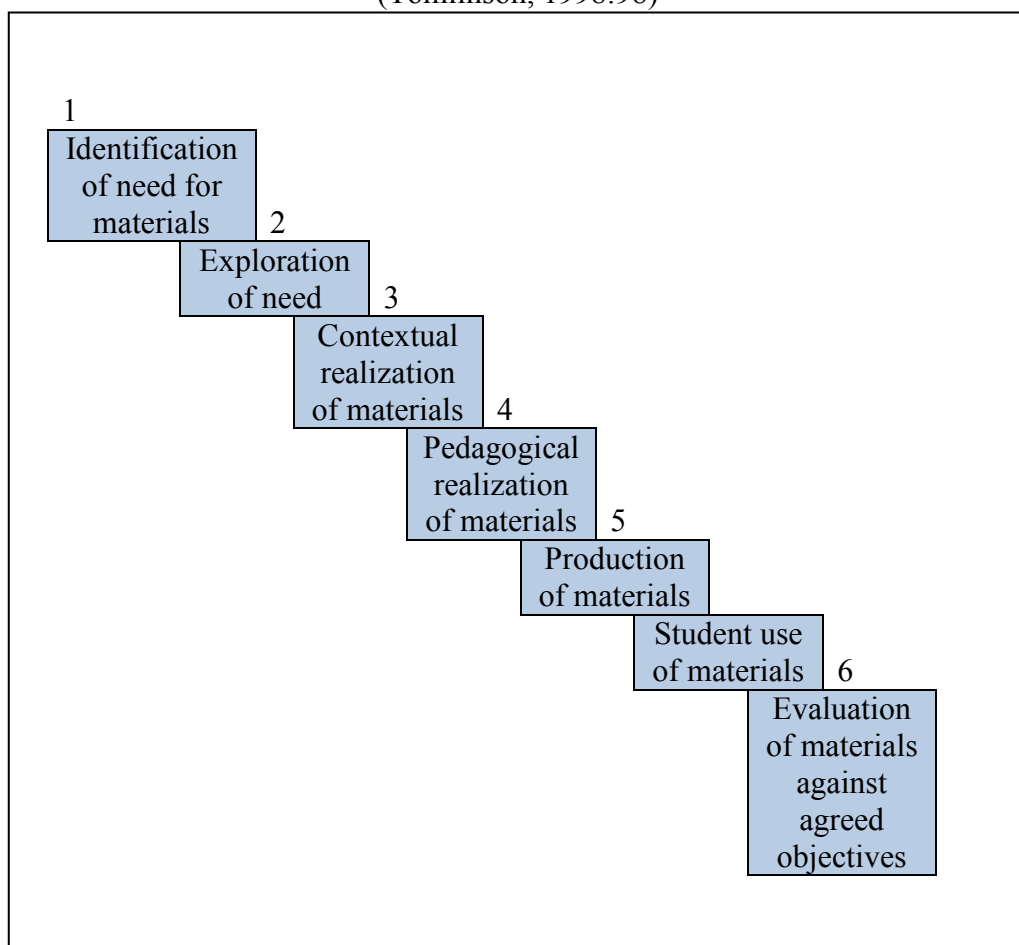 (Tomlinson,
1
Identification
of need for
materials
2
Exploration
of need
3
Contextual
realization
of materials
4
Pedagogical
realization
of materials
5
Production
of materials
Student use
of materials
6
Evaluation
of materials
against
agreed
objectives